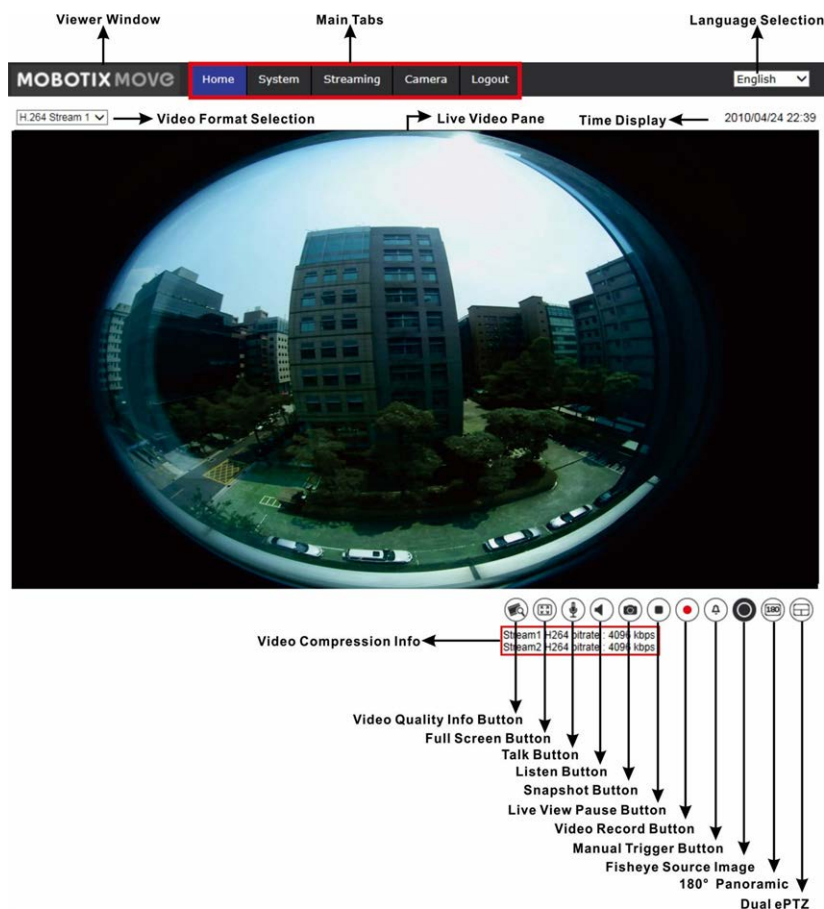 Viewer Window
Main Tabs
Language Selection
MOBOTIX MOVE
Home System Streaming Camera Logout
English
H.264 Stream 1
Video Format Selection
Live Video Pane
Time Display
2010/04/24 22:39
180
Video Compression Info
Stream1 H264 bitrate : 4096 kbps
Stream2 H264 bitrate : 4096 kbps
Video Quality Info Button
Full Screen Button
Talk Button
Listen Button
Snapshot Button
Live View Pause Button
Video Record Button
Manual Trigger Button
Fisheye Source Image
180° Panoramic
Dual ePTZ